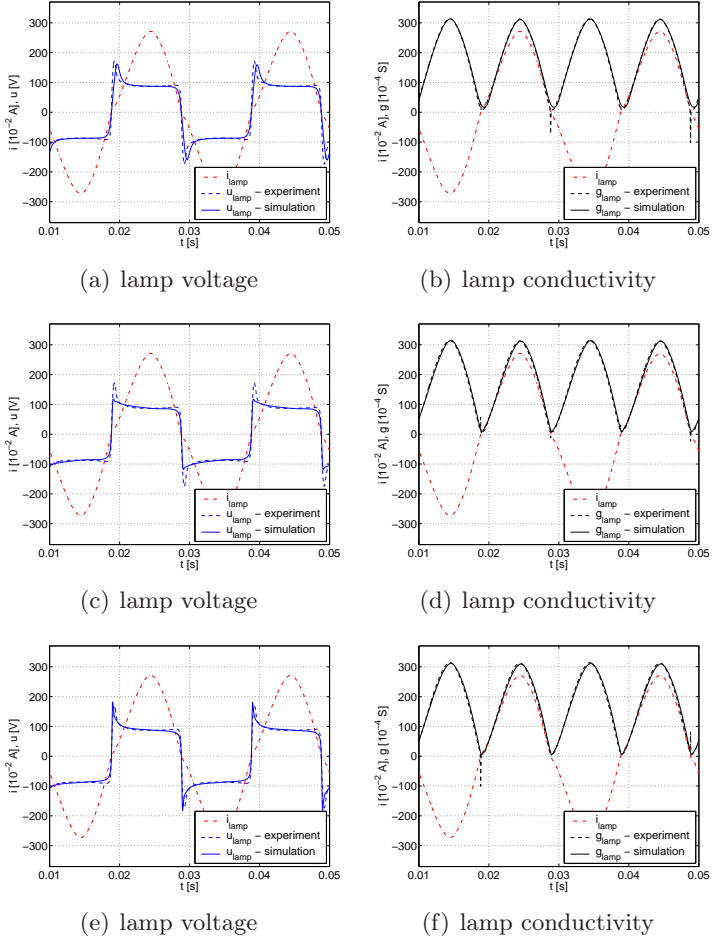 300
200
100
0
−100
−200
−300
i [10⁻² A], u [V]
i_lamp
u_lamp − experiment
u_lamp − simulation
0.01 0.02 0.03 0.04 0.05
t [s]
(a) lamp voltage
300
200
100
0
−100
−200
−300
i [10⁻² A], g [10⁻⁴ S]
i_lamp
g_lamp − experiment
g_lamp − simulation
0.01 0.02 0.03 0.04 0.05
t [s]
(b) lamp conductivity
300
200
100
0
−100
−200
−300
i [10⁻² A], u [V]
i_lamp
u_lamp − experiment
u_lamp − simulation
0.01 0.02 0.03 0.04 0.05
t [s]
(c) lamp voltage
300
200
100
0
−100
−200
−300
i [10⁻² A], g [10⁻⁴ S]
i_lamp
g_lamp − experiment
g_lamp − simulation
0.01 0.02 0.03 0.04 0.05
t [s]
(d) lamp conductivity
300
200
100
0
−100
−200
−300
i [10⁻² A], u [V]
i_lamp
u_lamp − experiment
u_lamp − simulation
0.01 0.02 0.03 0.04 0.05
t [s]
(e) lamp voltage
300
200
100
0
−100
−200
−300
i [10⁻² A], g [10⁻⁴ S]
i_lamp
g_lamp − experiment
g_lamp − simulation
0.01 0.02 0.03 0.04 0.05
t [s]
(f) lamp conductivity